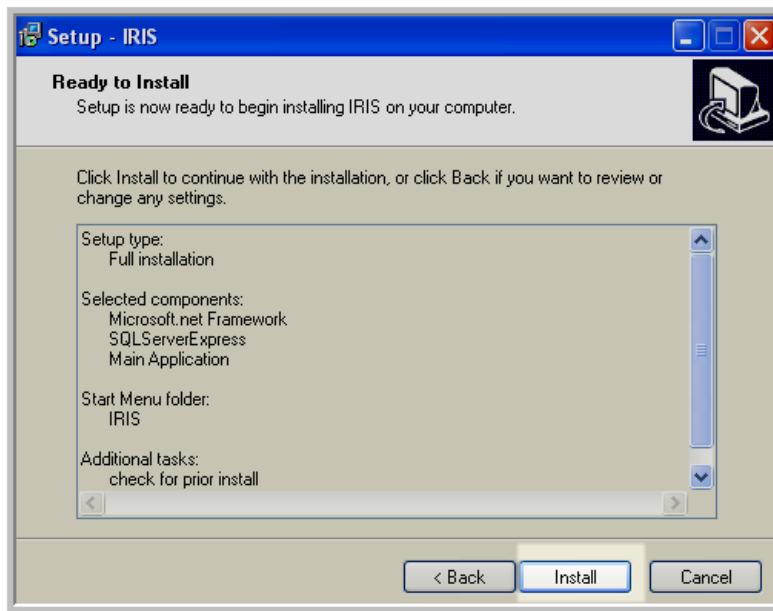 Setup - IRIS
Ready to Install
Setup is now ready to begin installing IRIS on your computer.
Click Install to continue with the installation, or click Back if you want to review or
change any settings.
Setup type:
Full installation
Selected components:
Microsoft.net Framework
SQLServerExpress
Main Application
Start Menu folder:
IRIS
Additional tasks:
check for prior install
< Back Install Cancel